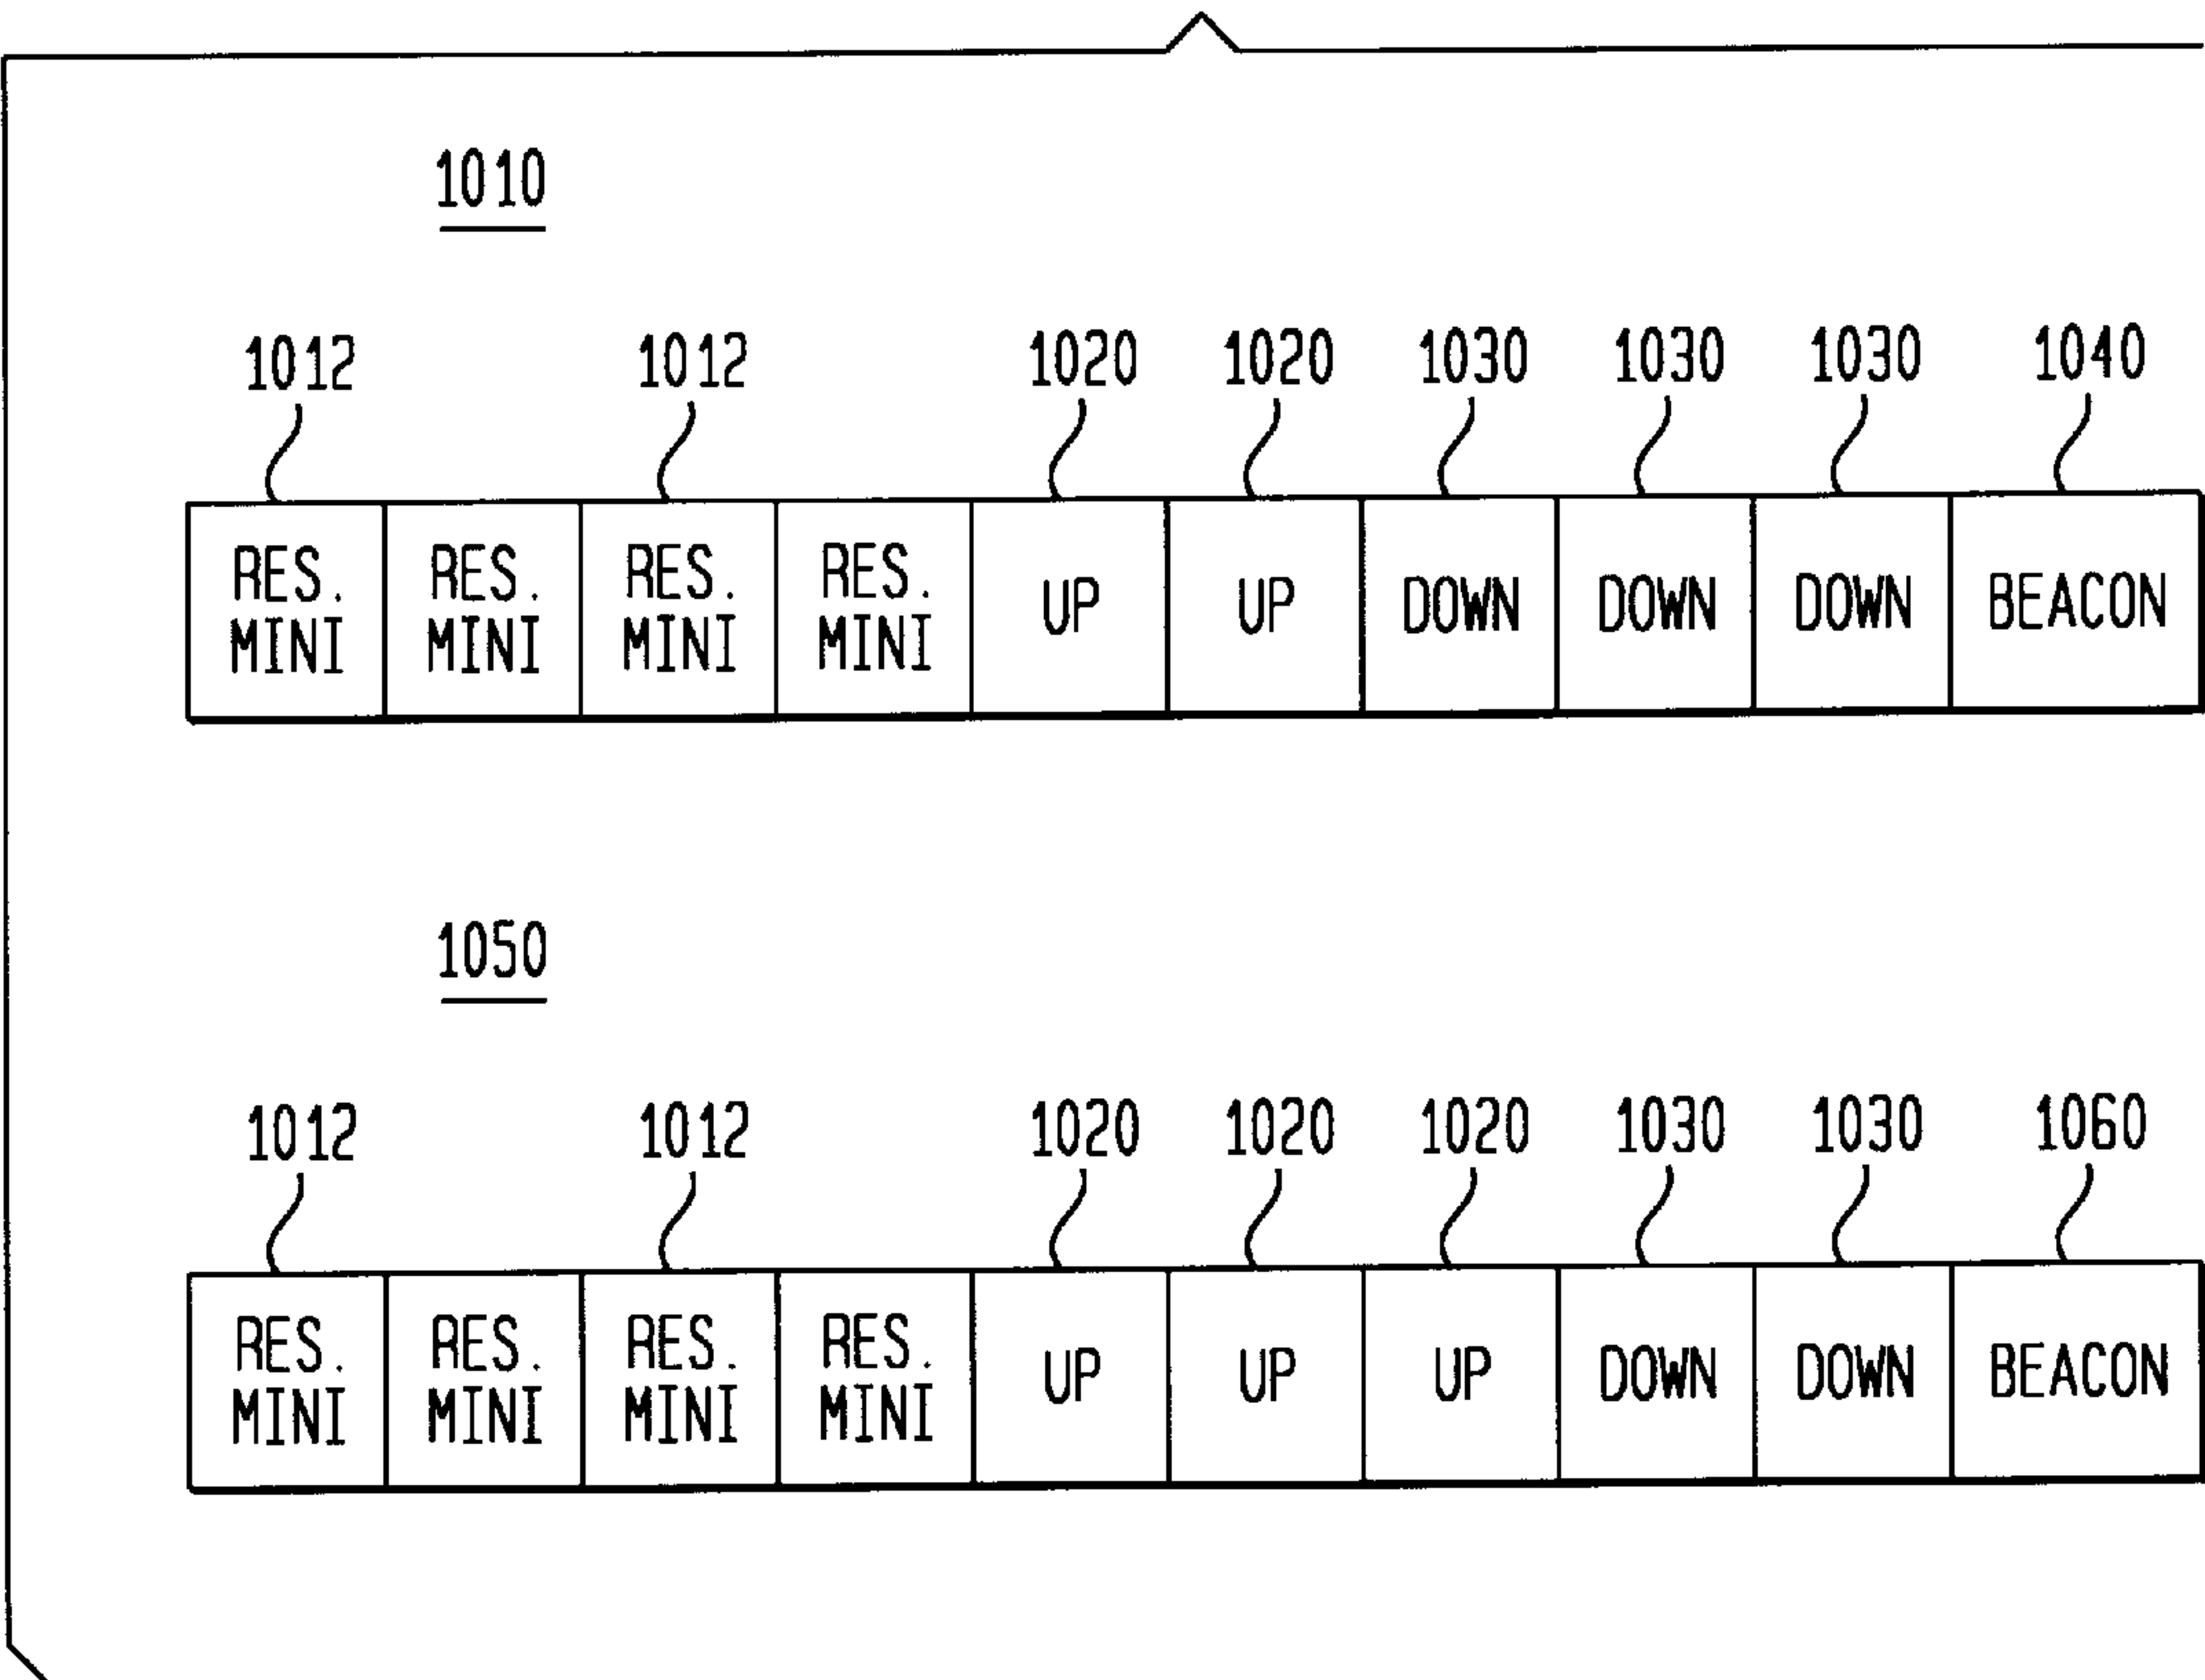 1010
1012 1012 1020 1020 1030 1030 1030 1040
RES. RES. RES. RES. UP UP DOWN DOWN DOWN BEACON
MINI MINI MINI MINI
1050
1012 1012 1020 1020 1020 1030 1030 1060
RES. RES. RES. RES. UP UP UP DOWN DOWN BEACON
MINI MINI MINI MINI